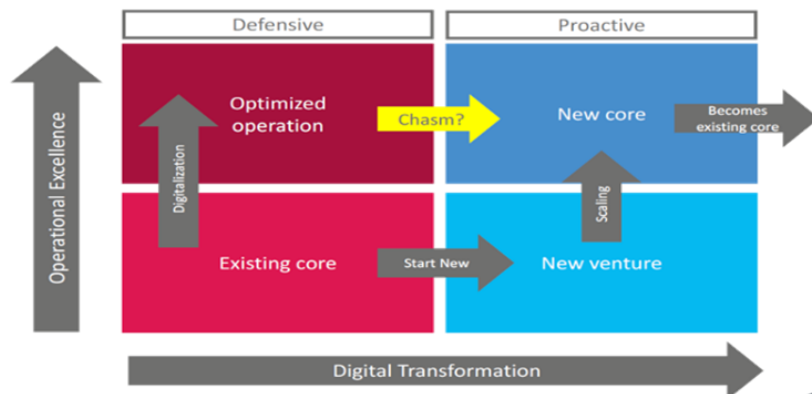 Defensive
Proactive
Operational Excellence
Digitalization
Optimized
operation
Chasm?
New core
Becomes
existing core
Scaling
Existing core
Start New
New venture
Digital Transformation